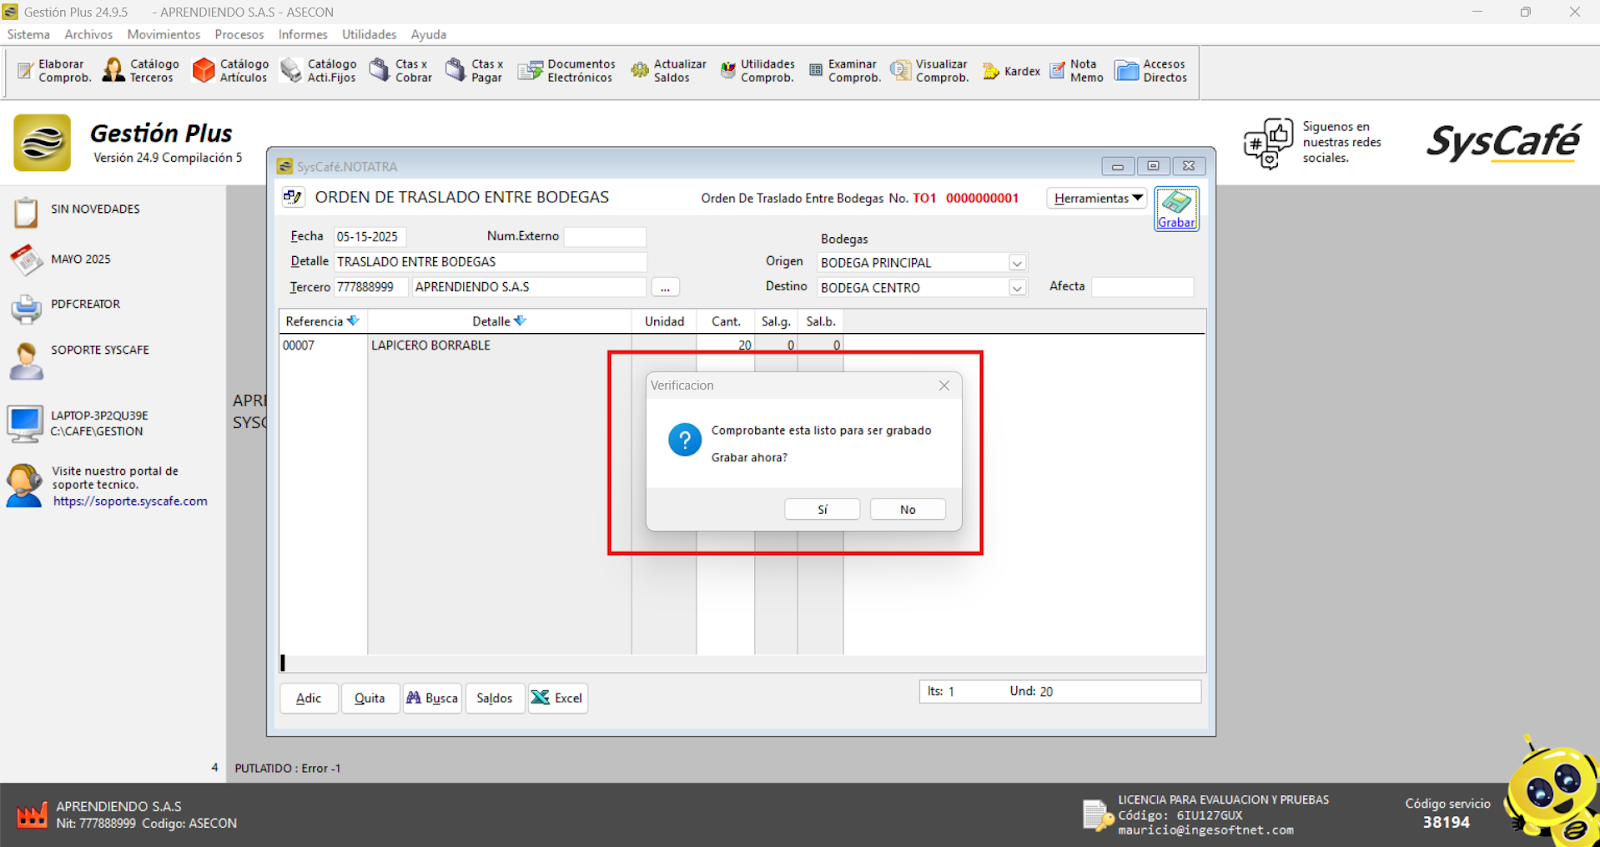 Gestión Plus 24.9.5 - APRENDIENDO S.A.S - ASECON
Sistema Archivos Movimientos Procesos Informes Utilidades Ayuda
Elaborar Comprob.
Catálogo Terceros
Catálogo Artículos
Catálogo Acti.Fijos
Ctas x Cobrar
Ctas x Pagar
Documentos Electrónicos
Actualizar Saldos
Utilidades Comprob.
Examinar Comprob.
Visualizar Comprob.
Kardex
Nota Memo
Accesos Directos
Gestión Plus
Versión 24.9 Compilación 5
Siguenos en
nuestras redes
sociales.
SysCafé
SIN NOVEDADES
MAYO 2025
PDFCREATOR
SOPORTE SYSCAFE
LAPTOP-3P2QU39E
C:\CAFE\GESTION
Visite nuestro portal de
soporte tecnico.
https://soporte.syscafe.com
SysCafé.NOTATRA
ORDEN DE TRASLADO ENTRE BODEGAS
Orden De Traslado Entre Bodegas No. TO1 0000000001
Herramientas
Grabar
Fecha 05-15-2025 Num.Externo
Bodegas
Detalle TRASLADO ENTRE BODEGAS
Origen BODEGA PRINCIPAL
Tercero 777888999 APRENDIENDO S.A.S ...
Destino BODEGA CENTRO Afecta
Referencia Detalle Unidad Cant. Sal.g. Sal.b.
00007 LAPICERO BORRABLE 20 0 0
Verificacion
Comprobante esta listo para ser grabado
Grabar ahora?
Sí No
Adic Quita Busca Saldos Excel
Its: 1 Und: 20
4 PUTLATIDO : Error -1
APRENDIENDO S.A.S
Nit: 777888999 Codigo: ASECON
LICENCIA PARA EVALUACION Y PRUEBAS
Código: 6IU127GUX
mauricio@ingesoftnet.com
Código servicio
38194